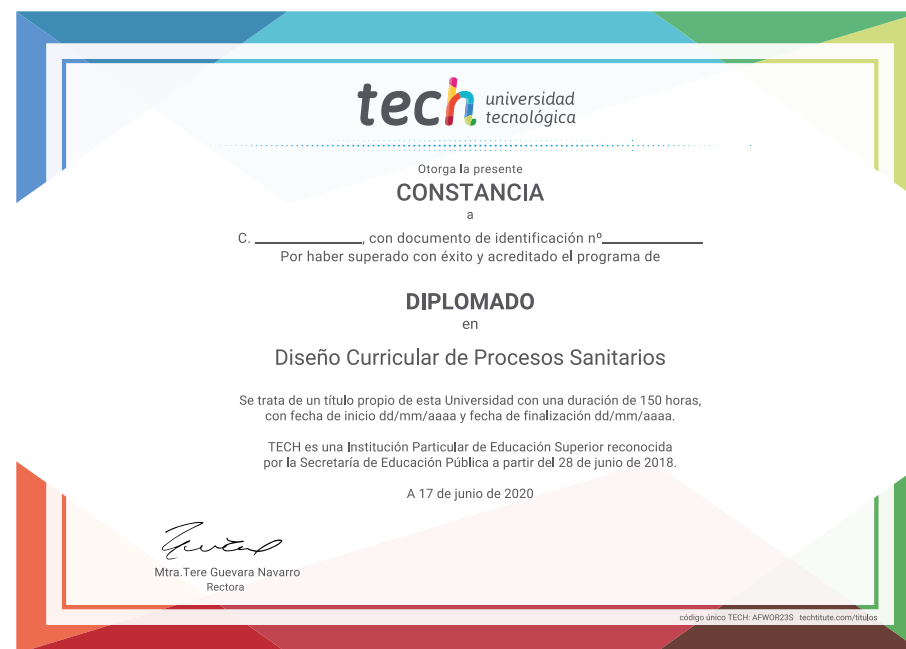 tech universidad
tecnológica
Otorga la presente
CONSTANCIA
a
C. ____________, con documento de identificación nº____________
Por haber superado con éxito y acreditado el programa de
DIPLOMADO
en
Diseño Curricular de Procesos Sanitarios
Se trata de un título propio de esta Universidad con una duración de 150 horas,
con fecha de inicio dd/mm/aaaa y fecha de finalización dd/mm/aaaa.
TECH es una Institución Particular de Educación Superior reconocida
por la Secretaría de Educación Pública a partir del 28 de junio de 2018.
A 17 de junio de 2020
Mtra.Tere Guevara Navarro
Rectora
código único TECH: AFWOR23S techtitute.com/titulos